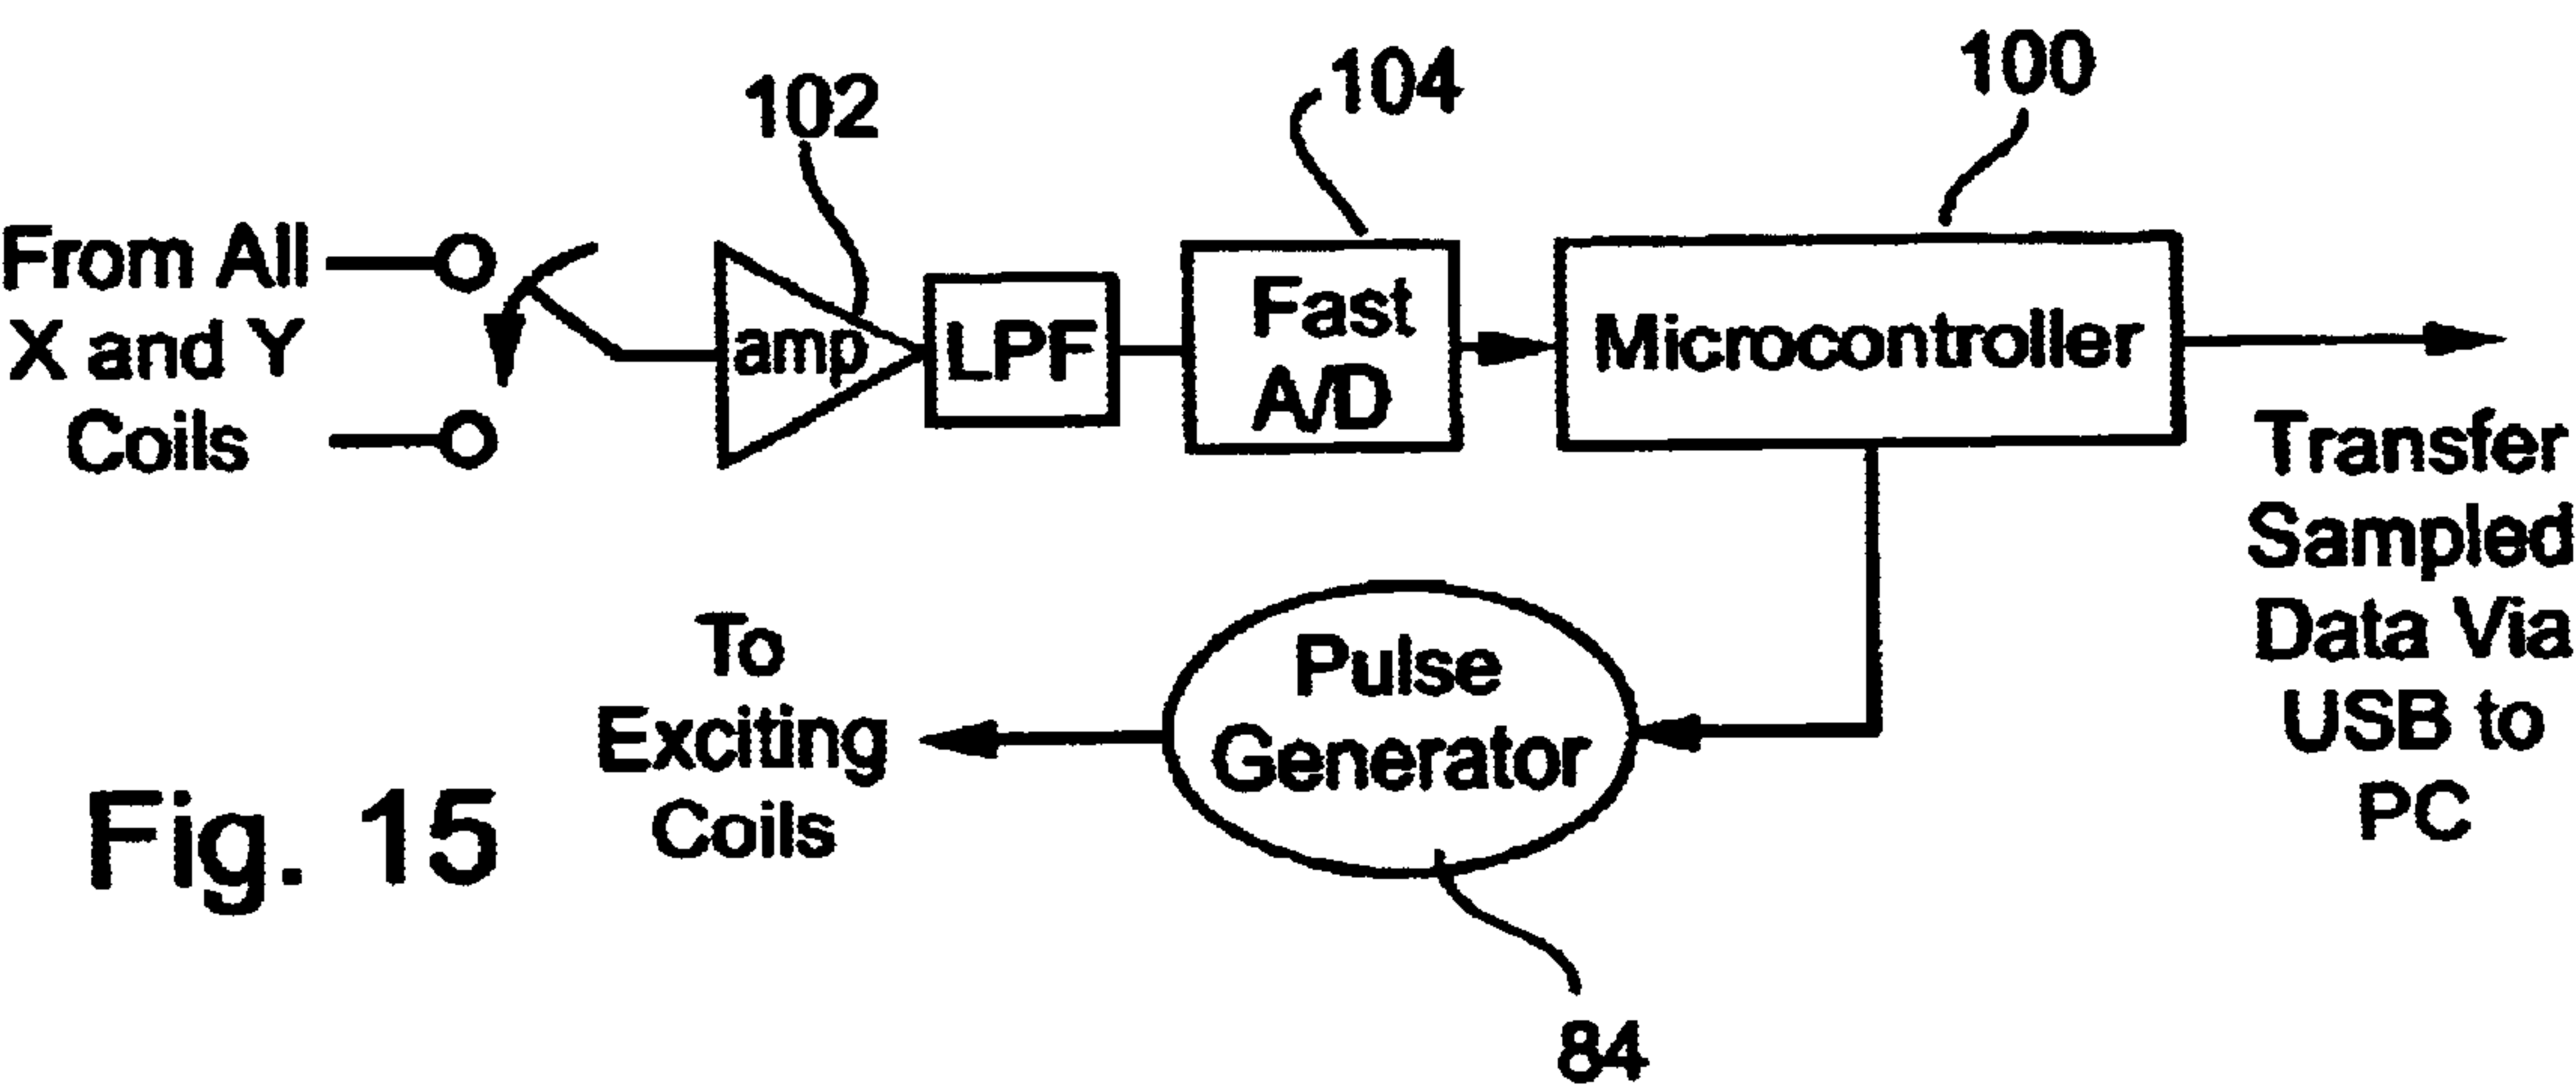 102
104
100
From All
X and Y
Coils
amp
LPF
Fast
A/D
Microcontroller
Transfer
Sampled
Data Via
USB to
PC
To
Exciting
Coils
Pulse
Generator
84
Fig. 15